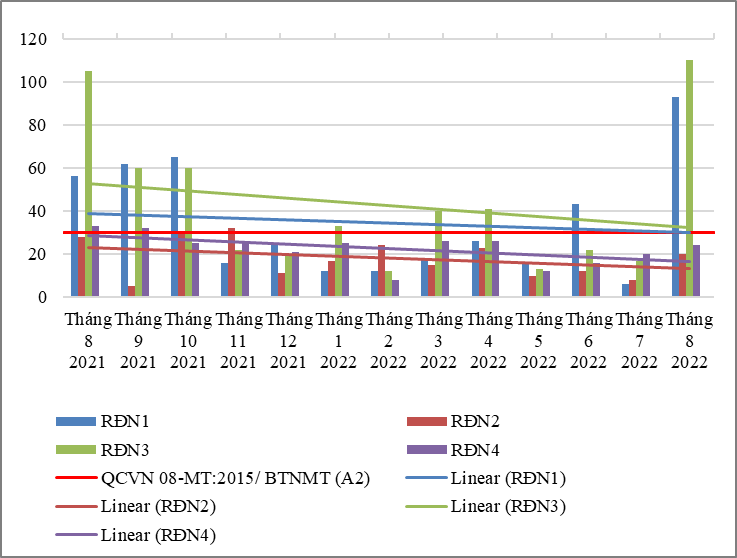 120
100
80
60
40
20
0
Tháng Tháng Tháng Tháng Tháng Tháng Tháng Tháng Tháng Tháng Tháng Tháng Tháng
8 9 10 11 12 1 2 3 4 5 6 7 8
2021 2021 2021 2021 2021 2022 2022 2022 2022 2022 2022 2022 2022
RĐN1 RĐN2
RĐN3 RĐN4
QCVN 08-MT:2015/ BTNMT (A2) Linear (RĐN1)
Linear (RĐN2) Linear (RĐN3)
Linear (RĐN4)